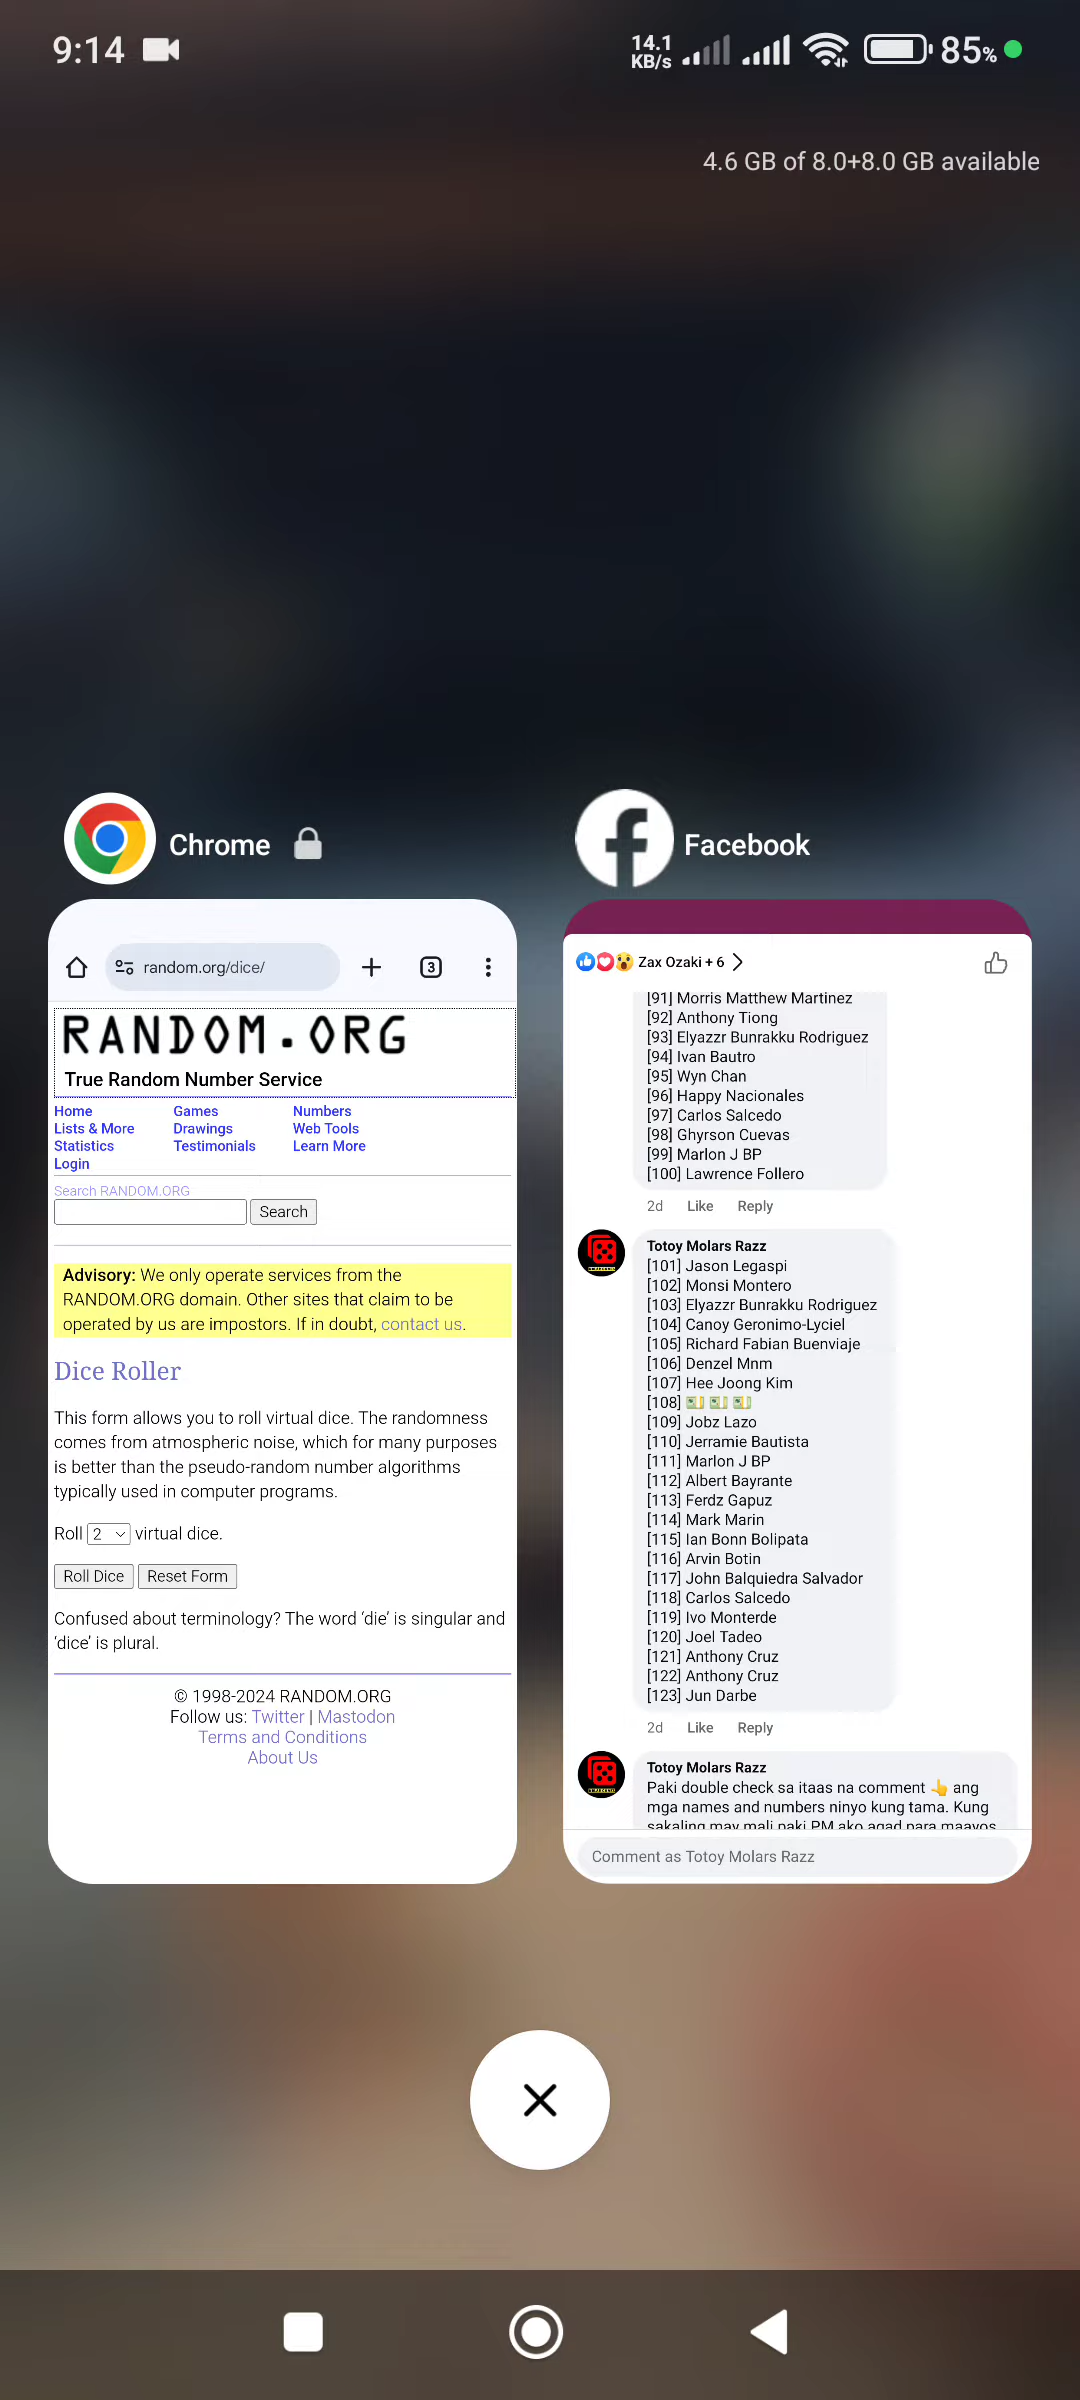 9:14
14.1
KB/s
85%
4.6 GB of 8.0+8.0 GB available
Chrome
random.org/dice/
3
RANDOM.ORG
True Random Number Service
Home Games Numbers
Lists & More Drawings Web Tools
Statistics Testimonials Learn More
Login
Search RANDOM.ORG
Search
Advisory: We only operate services from the
RANDOM.ORG domain. Other sites that claim to be
operated by us are impostors. If in doubt, contact us.
Dice Roller
This form allows you to roll virtual dice. The randomness
comes from atmospheric noise, which for many purposes
is better than the pseudo-random number algorithms
typically used in computer programs.
Roll 2 virtual dice.
Roll Dice Reset Form
Confused about terminology? The word ‘die’ is singular and
‘dice’ is plural.
© 1998-2024 RANDOM.ORG
Follow us: Twitter | Mastodon
Terms and Conditions
About Us
Facebook
Zax Ozaki + 6
[91] Morris Matthew Martinez
[92] Anthony Tiong
[93] Elyazzr Bunrakku Rodriguez
[94] Ivan Bautro
[95] Wyn Chan
[96] Happy Nacionales
[97] Carlos Salcedo
[98] Ghyrson Cuevas
[99] Marlon J BP
[100] Lawrence Follero
2d Like Reply
Totoy Molars Razz
[101] Jason Legaspi
[102] Monsi Montero
[103] Elyazzr Bunrakku Rodriguez
[104] Canoy Geronimo-Lyciel
[105] Richard Fabian Buenviaje
[106] Denzel Mnm
[107] Hee Joong Kim
[108] 💵 💵 💵
[109] Jobz Lazo
[110] Jerramie Bautista
[111] Marlon J BP
[112] Albert Bayrante
[113] Ferdz Gapuz
[114] Mark Marin
[115] Ian Bonn Bolipata
[116] Arvin Botin
[117] John Balquiedra Salvador
[118] Carlos Salcedo
[119] Ivo Monterde
[120] Joel Tadeo
[121] Anthony Cruz
[122] Anthony Cruz
[123] Jun Darbe
2d Like Reply
Totoy Molars Razz
Paki double check sa itaas na comment 👆 ang
mga names and numbers ninyo kung tama. Kung
sakaling may mali paki PM ako agad para maayos
Comment as Totoy Molars Razz